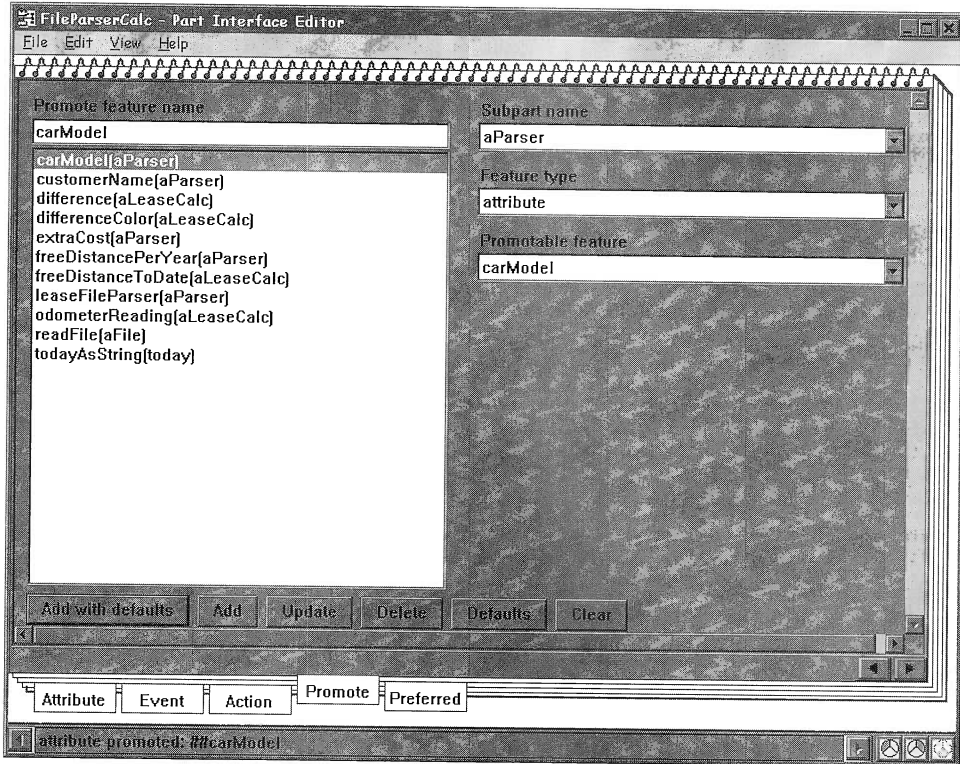 FileParserCalc - Part Interface Editor
File Edit View Help
Promote feature name
carModel
carModel(aParser)
customerName(aParser)
difference(aLeaseCalc)
differenceColor(aLeaseCalc)
extraCost(aParser)
freeDistancePerYear(aParser)
freeDistanceToDate(aLeaseCalc)
leaseFileParser(aParser)
odometerReading(aLeaseCalc)
readFile(aFile)
todayAsString(today)
Subpart name
aParser
Feature type
attribute
Promotable feature
carModel
Add with defaults Add Update Delete Defaults Clear
Attribute Event Action Promote Preferred
attribute promoted: ##carModel